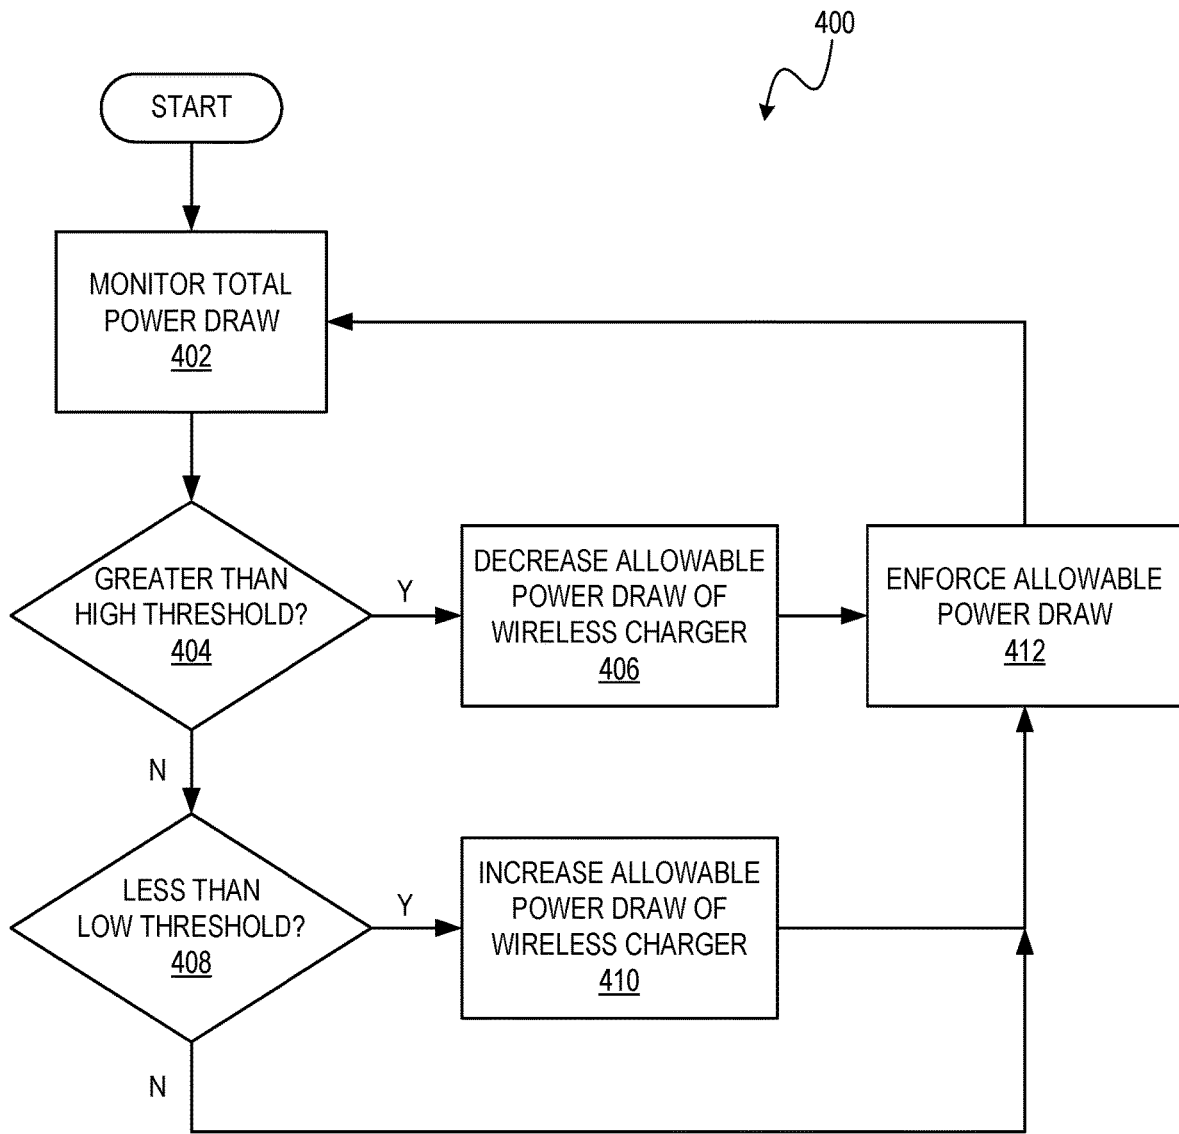 400
START
MONITOR TOTAL
POWER DRAW
402
GREATER THAN
HIGH THRESHOLD?
404
Y
DECREASE ALLOWABLE
POWER DRAW OF
WIRELESS CHARGER
406
ENFORCE ALLOWABLE
POWER DRAW
412
N
LESS THAN
LOW THRESHOLD?
408
Y
INCREASE ALLOWABLE
POWER DRAW OF
WIRELESS CHARGER
410
N